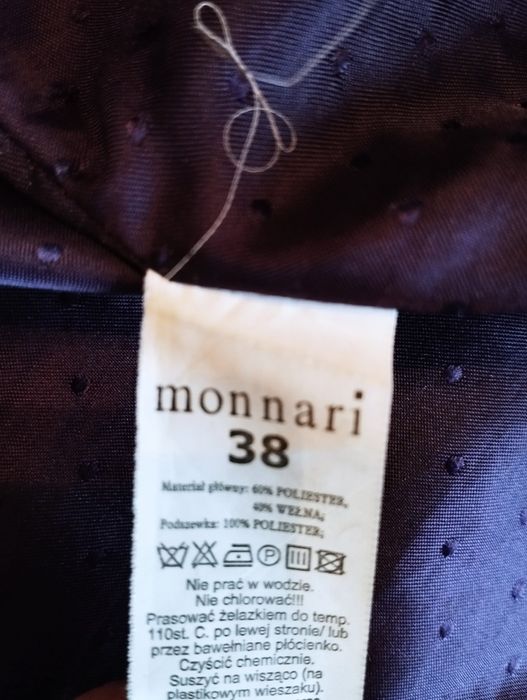 monnari
38
Materiał główny: 60% POLIESTER,
40% WEŁNA;
Podszewka: 100% POLIESTER;
Nie prać w wodzie.
Nie chlorować!!!
Prasować żelazkiem do temp.
110st. C. po lewej stronie/ lub
przez bawełniane płócienko.
Czyścić chemicznie.
Suszyć na wisząco (na
plastikowym wieszaku).